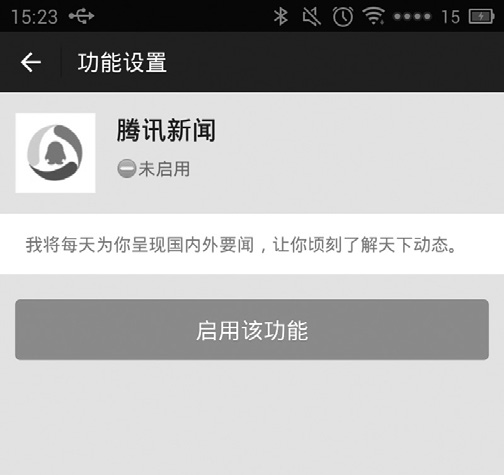 15:23 15
功能设置
腾讯新闻
未启用
我将每天为你呈现国内外要闻，让你顷刻了解天下动态。
启用该功能